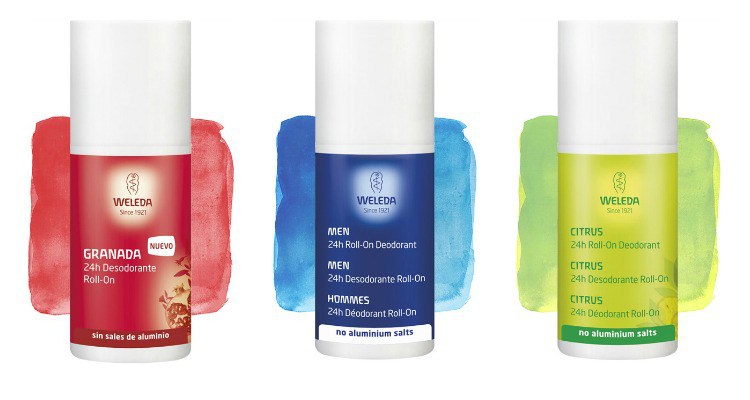 WELEDA
Since 1921
GRANADA
NUEVO
24h Desodorante
Roll-On
sin sales de aluminio
WELEDA
Since 1921
MEN
24h Roll-On Deodorant
MEN
24h Desodorante Roll-On
HOMMES
24h Déodorant Roll-On
no aluminium salts
WELEDA
Since 1921
CITRUS
24h Roll-On Deodorant
CITRUS
24h Desodorante Roll-On
CITRUS
24h Déodorant Roll-On
no aluminium salts